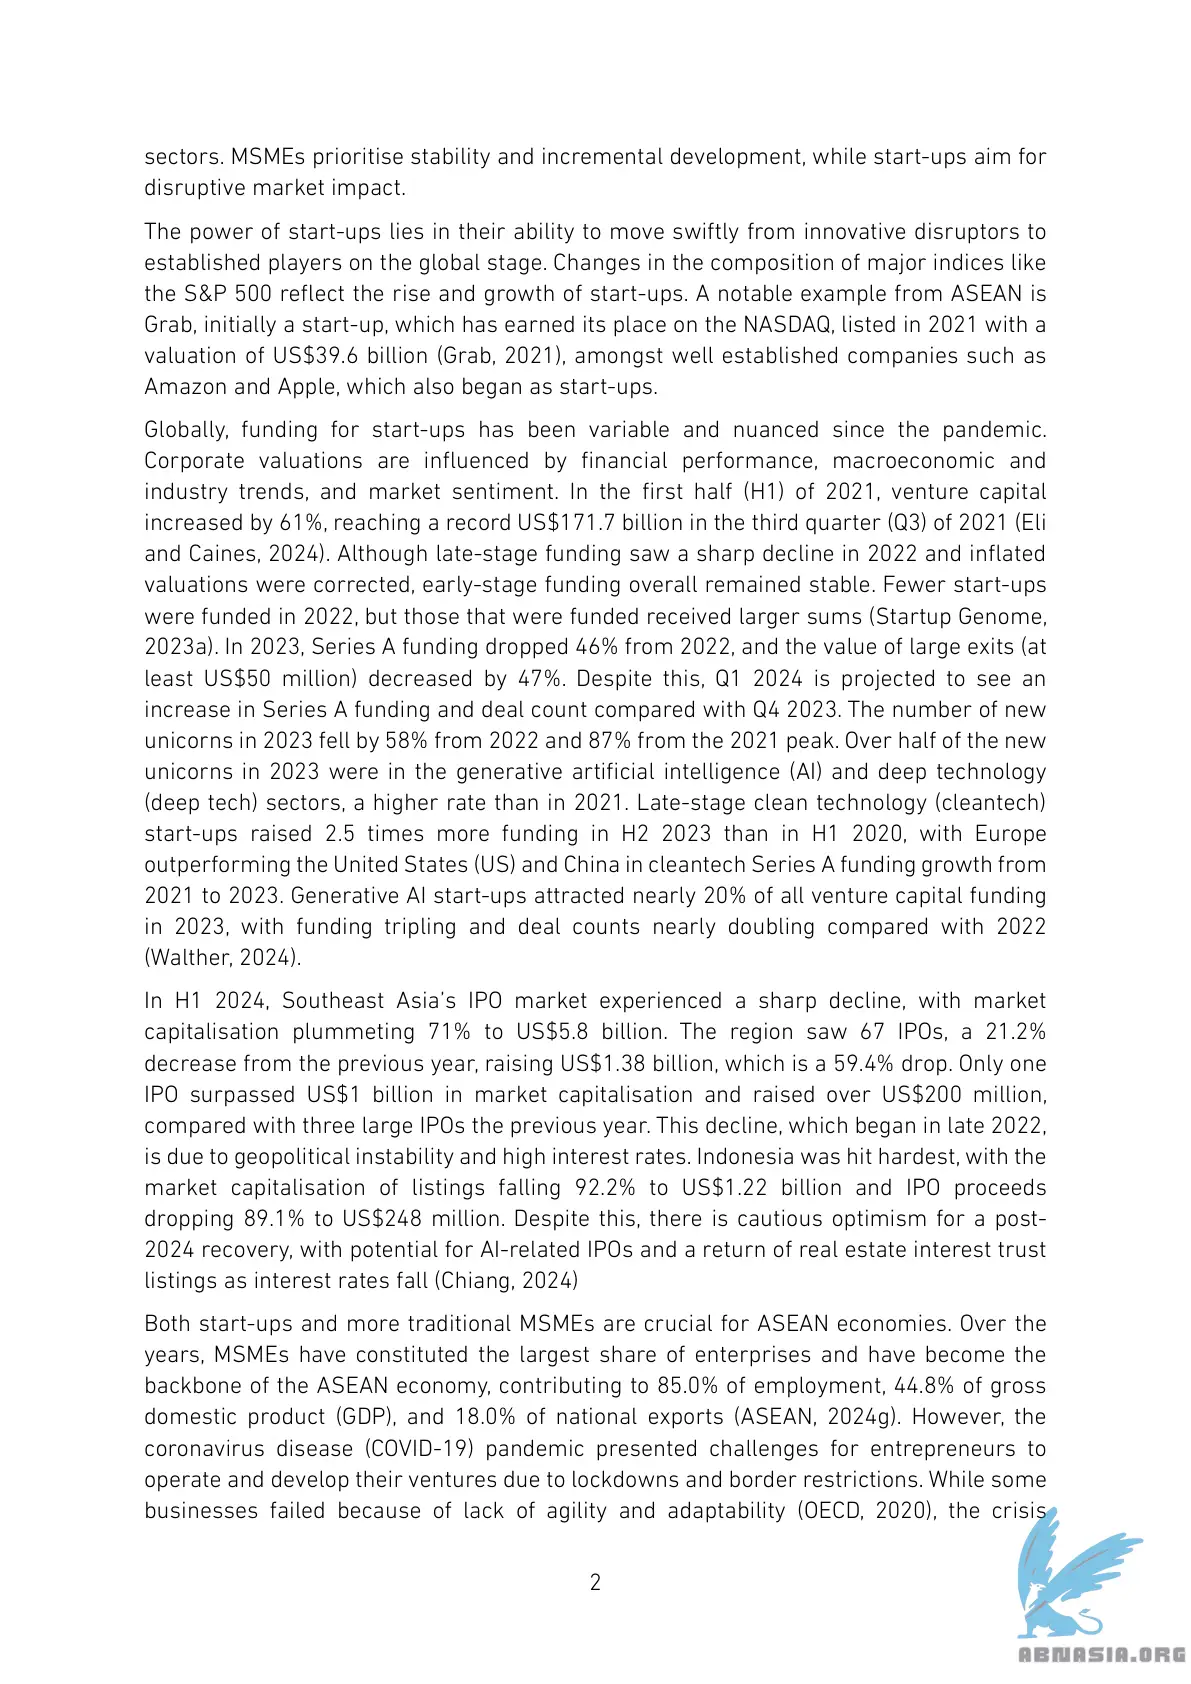 sectors. MSMEs prioritise stability and incremental development, while start-ups aim for
disruptive market impact.
The power of start-ups lies in their ability to move swiftly from innovative disruptors to
established players on the global stage. Changes in the composition of major indices like
the S&P 500 reflect the rise and growth of start-ups. A notable example from ASEAN is
Grab, initially a start-up, which has earned its place on the NASDAQ, listed in 2021 with a
valuation of US$39.6 billion (Grab, 2021), amongst well established companies such as
Amazon and Apple, which also began as start-ups.
Globally, funding for start-ups has been variable and nuanced since the pandemic.
Corporate valuations are influenced by financial performance, macroeconomic and
industry trends, and market sentiment. In the first half (H1) of 2021, venture capital
increased by 61%, reaching a record US$171.7 billion in the third quarter (Q3) of 2021 (Eli
and Caines, 2024). Although late-stage funding saw a sharp decline in 2022 and inflated
valuations were corrected, early-stage funding overall remained stable. Fewer start-ups
were funded in 2022, but those that were funded received larger sums (Startup Genome,
2023a). In 2023, Series A funding dropped 46% from 2022, and the value of large exits (at
least US$50 million) decreased by 47%. Despite this, Q1 2024 is projected to see an
increase in Series A funding and deal count compared with Q4 2023. The number of new
unicorns in 2023 fell by 58% from 2022 and 87% from the 2021 peak. Over half of the new
unicorns in 2023 were in the generative artificial intelligence (AI) and deep technology
(deep tech) sectors, a higher rate than in 2021. Late-stage clean technology (cleantech)
start-ups raised 2.5 times more funding in H2 2023 than in H1 2020, with Europe
outperforming the United States (US) and China in cleantech Series A funding growth from
2021 to 2023. Generative AI start-ups attracted nearly 20% of all venture capital funding
in 2023, with funding tripling and deal counts nearly doubling compared with 2022
(Walther, 2024).
In H1 2024, Southeast Asia's IPO market experienced a sharp decline, with market
capitalisation plummeting 71% to US$5.8 billion. The region saw 67 IPOs, a 21.2%
decrease from the previous year, raising US$1.38 billion, which is a 59.4% drop. Only one
IPO surpassed US$1 billion in market capitalisation and raised over US$200 million,
compared with three large IPOs the previous year. This decline, which began in late 2022,
is due to geopolitical instability and high interest rates. Indonesia was hit hardest, with the
market capitalisation of listings falling 92.2% to US$1.22 billion and IPO proceeds
dropping 89.1% to US$248 million. Despite this, there is cautious optimism for a post-
2024 recovery, with potential for AI-related IPOs and a return of real estate interest trust
listings as interest rates fall (Chiang, 2024)
Both start-ups and more traditional MSMEs are crucial for ASEAN economies. Over the
years, MSMEs have constituted the largest share of enterprises and have become the
backbone of the ASEAN economy, contributing to 85.0% of employment, 44.8% of gross
domestic product (GDP), and 18.0% of national exports (ASEAN, 2024g). However, the
coronavirus disease (COVID-19) pandemic presented challenges for entrepreneurs to
operate and develop their ventures due to lockdowns and border restrictions. While some
businesses failed because of lack of agility and adaptability (OECD, 2020), the crisis
2
ABNASIA.ORG